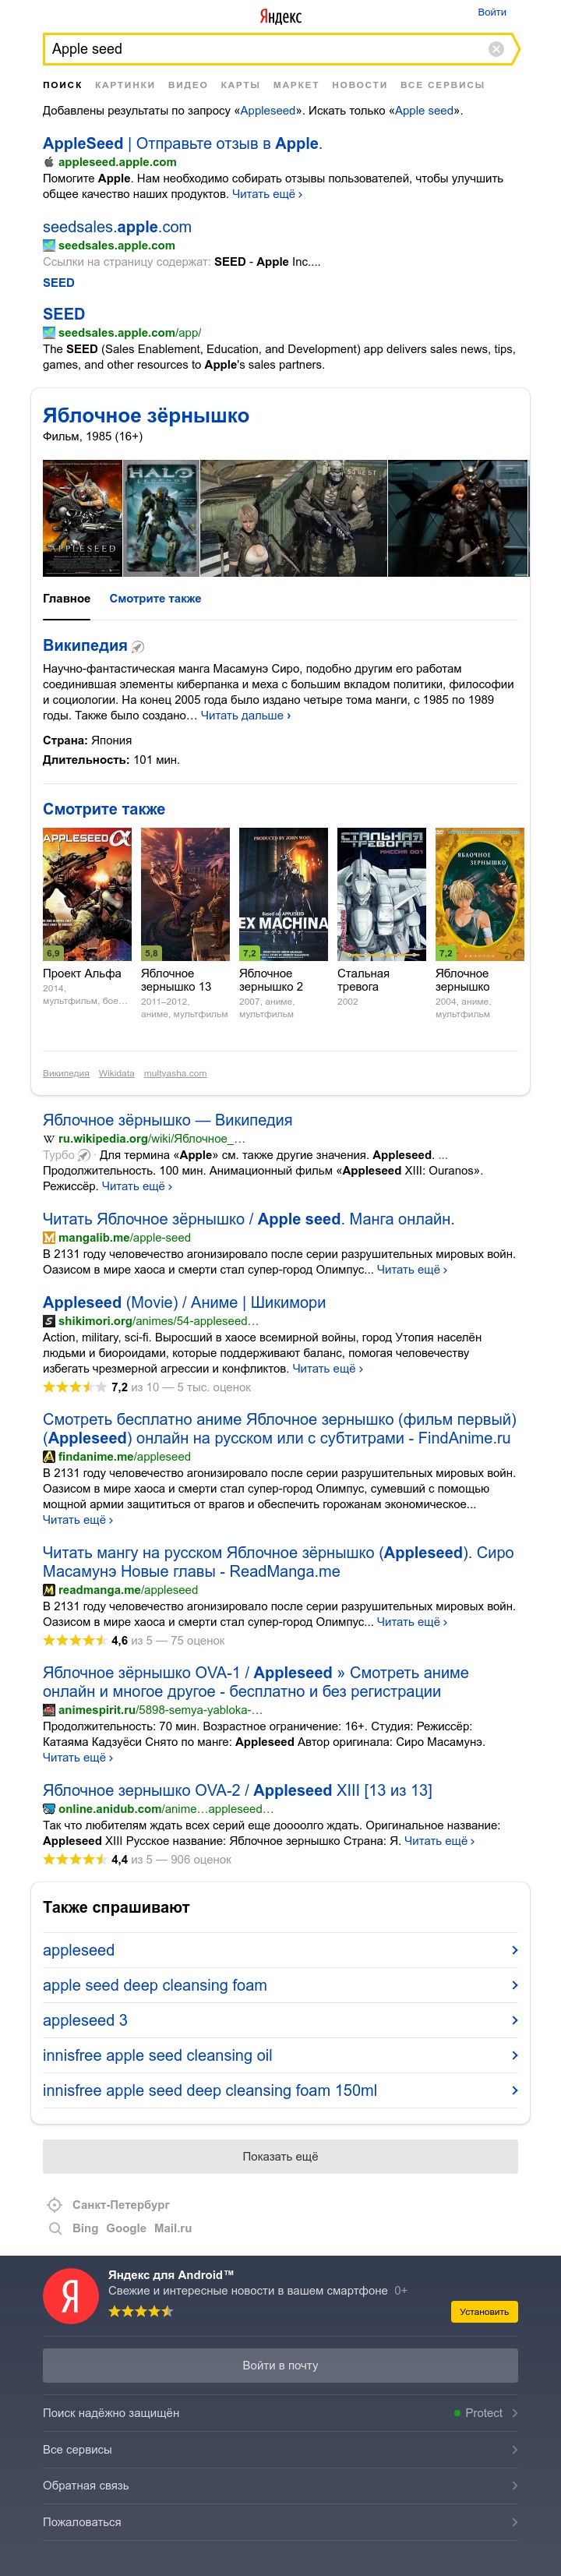 Яндекс
Войти
Apple seed
ПОИСК КАРТИНКИ ВИДЕО КАРТЫ МАРКЕТ НОВОСТИ ВСЕ СЕРВИСЫ
Добавлены результаты по запросу «Appleseed». Искать только «Apple seed».
AppleSeed | Отправьте отзыв в Apple.
appleseed.apple.com
Помогите Apple. Нам необходимо собирать отзывы пользователей, чтобы улучшить
общее качество наших продуктов. Читать ещё ›
seedsales.apple.com
seedsales.apple.com
Ссылки на страницу содержат: SEED - Apple Inc....
SEED
SEED
seedsales.apple.com/app/
The SEED (Sales Enablement, Education, and Development) app delivers sales news, tips,
games, and other resources to Apple's sales partners.
Яблочное зёрнышко
Фильм, 1985 (16+)
APPLESEED
HALO
LEGENDS
Главное Смотрите также
Википедия
Научно-фантастическая манга Масамунэ Сиро, подобно другим его работам
соединившая элементы киберпанка и меха с большим вкладом политики, философии
и социологии. На конец 2005 года было издано четыре тома манги, с 1985 по 1989
годы. Также было создано… Читать дальше ›
Страна: Япония
Длительность: 101 мин.
Смотрите также
APPLESEED α
PRODUCED BY JOHN WOO
Based on APPLESEED
EX MACHINA
СТАЛЬНАЯ
ТРЕВОГА
МИССИЯ 001
ЯБЛОЧНОЕ
ЗЕРНЫШКО
6,9 5,8 7,2 7,2
Проект Альфа
2014,
мультфильм, бое…
Яблочное
зёрнышко 13
2011–2012,
аниме, мультфильм
Яблочное
зёрнышко 2
2007, аниме,
мультфильм
Стальная
тревога
2002
Яблочное
зёрнышко
2004, аниме,
мультфильм
Википедия Wikidata multyasha.com
Яблочное зёрнышко — Википедия
ru.wikipedia.org/wiki/Яблочное_…
Турбо · Для термина «Apple» см. также другие значения. Appleseed. ...
Продолжительность. 100 мин. Анимационный фильм «Appleseed XIII: Ouranos».
Режиссёр. Читать ещё ›
Читать Яблочное зёрнышко / Apple seed. Манга онлайн.
mangalib.me/apple-seed
В 2131 году человечество агонизировало после серии разрушительных мировых войн.
Оазисом в мире хаоса и смерти стал супер-город Олимпус... Читать ещё ›
Appleseed (Movie) / Аниме | Шикимори
shikimori.org/animes/54-appleseed…
Action, military, sci-fi. Выросший в хаосе всемирной войны, город Утопия населён
людьми и биороидами, которые поддерживают баланс, помогая человечеству
избегать чрезмерной агрессии и конфликтов. Читать ещё ›
7,2 из 10 — 5 тыс. оценок
Смотреть бесплатно аниме Яблочное зернышко (фильм первый)
(Appleseed) онлайн на русском или с субтитрами - FindAnime.ru
findanime.me/appleseed
В 2131 году человечество агонизировало после серии разрушительных мировых войн.
Оазисом в мире хаоса и смерти стал супер-город Олимпус, сумевший с помощью
мощной армии защититься от врагов и обеспечить горожанам экономическое...
Читать ещё ›
Читать мангу на русском Яблочное зёрнышко (Appleseed). Сиро
Масамунэ Новые главы - ReadManga.me
readmanga.me/appleseed
В 2131 году человечество агонизировало после серии разрушительных мировых войн.
Оазисом в мире хаоса и смерти стал супер-город Олимпус... Читать ещё ›
4,6 из 5 — 75 оценок
Яблочное зёрнышко OVA-1 / Appleseed » Смотреть аниме
онлайн и многое другое - бесплатно и без регистрации
animespirit.ru/5898-semya-yabloka-…
Продолжительность: 70 мин. Возрастное ограничение: 16+. Студия: Режиссёр:
Катаяма Кадзуёси Снято по манге: Appleseed Автор оригинала: Сиро Масамунэ.
Читать ещё ›
Яблочное зернышко OVA-2 / Appleseed XIII [13 из 13]
online.anidub.com/anime…appleseed…
Так что любителям ждать всех серий еще доооолго ждать. Оригинальное название:
Appleseed XIII Русское название: Яблочное зернышко Страна: Я. Читать ещё ›
4,4 из 5 — 906 оценок
Также спрашивают
appleseed
apple seed deep cleansing foam
appleseed 3
innisfree apple seed cleansing oil
innisfree apple seed deep cleansing foam 150ml
Показать ещё
Санкт-Петербург
Bing Google Mail.ru
Я
Яндекс для Android™
Свежие и интересные новости в вашем смартфоне 0+
Установить
Войти в почту
Поиск надёжно защищён
Protect
Все сервисы
Обратная связь
Пожаловаться